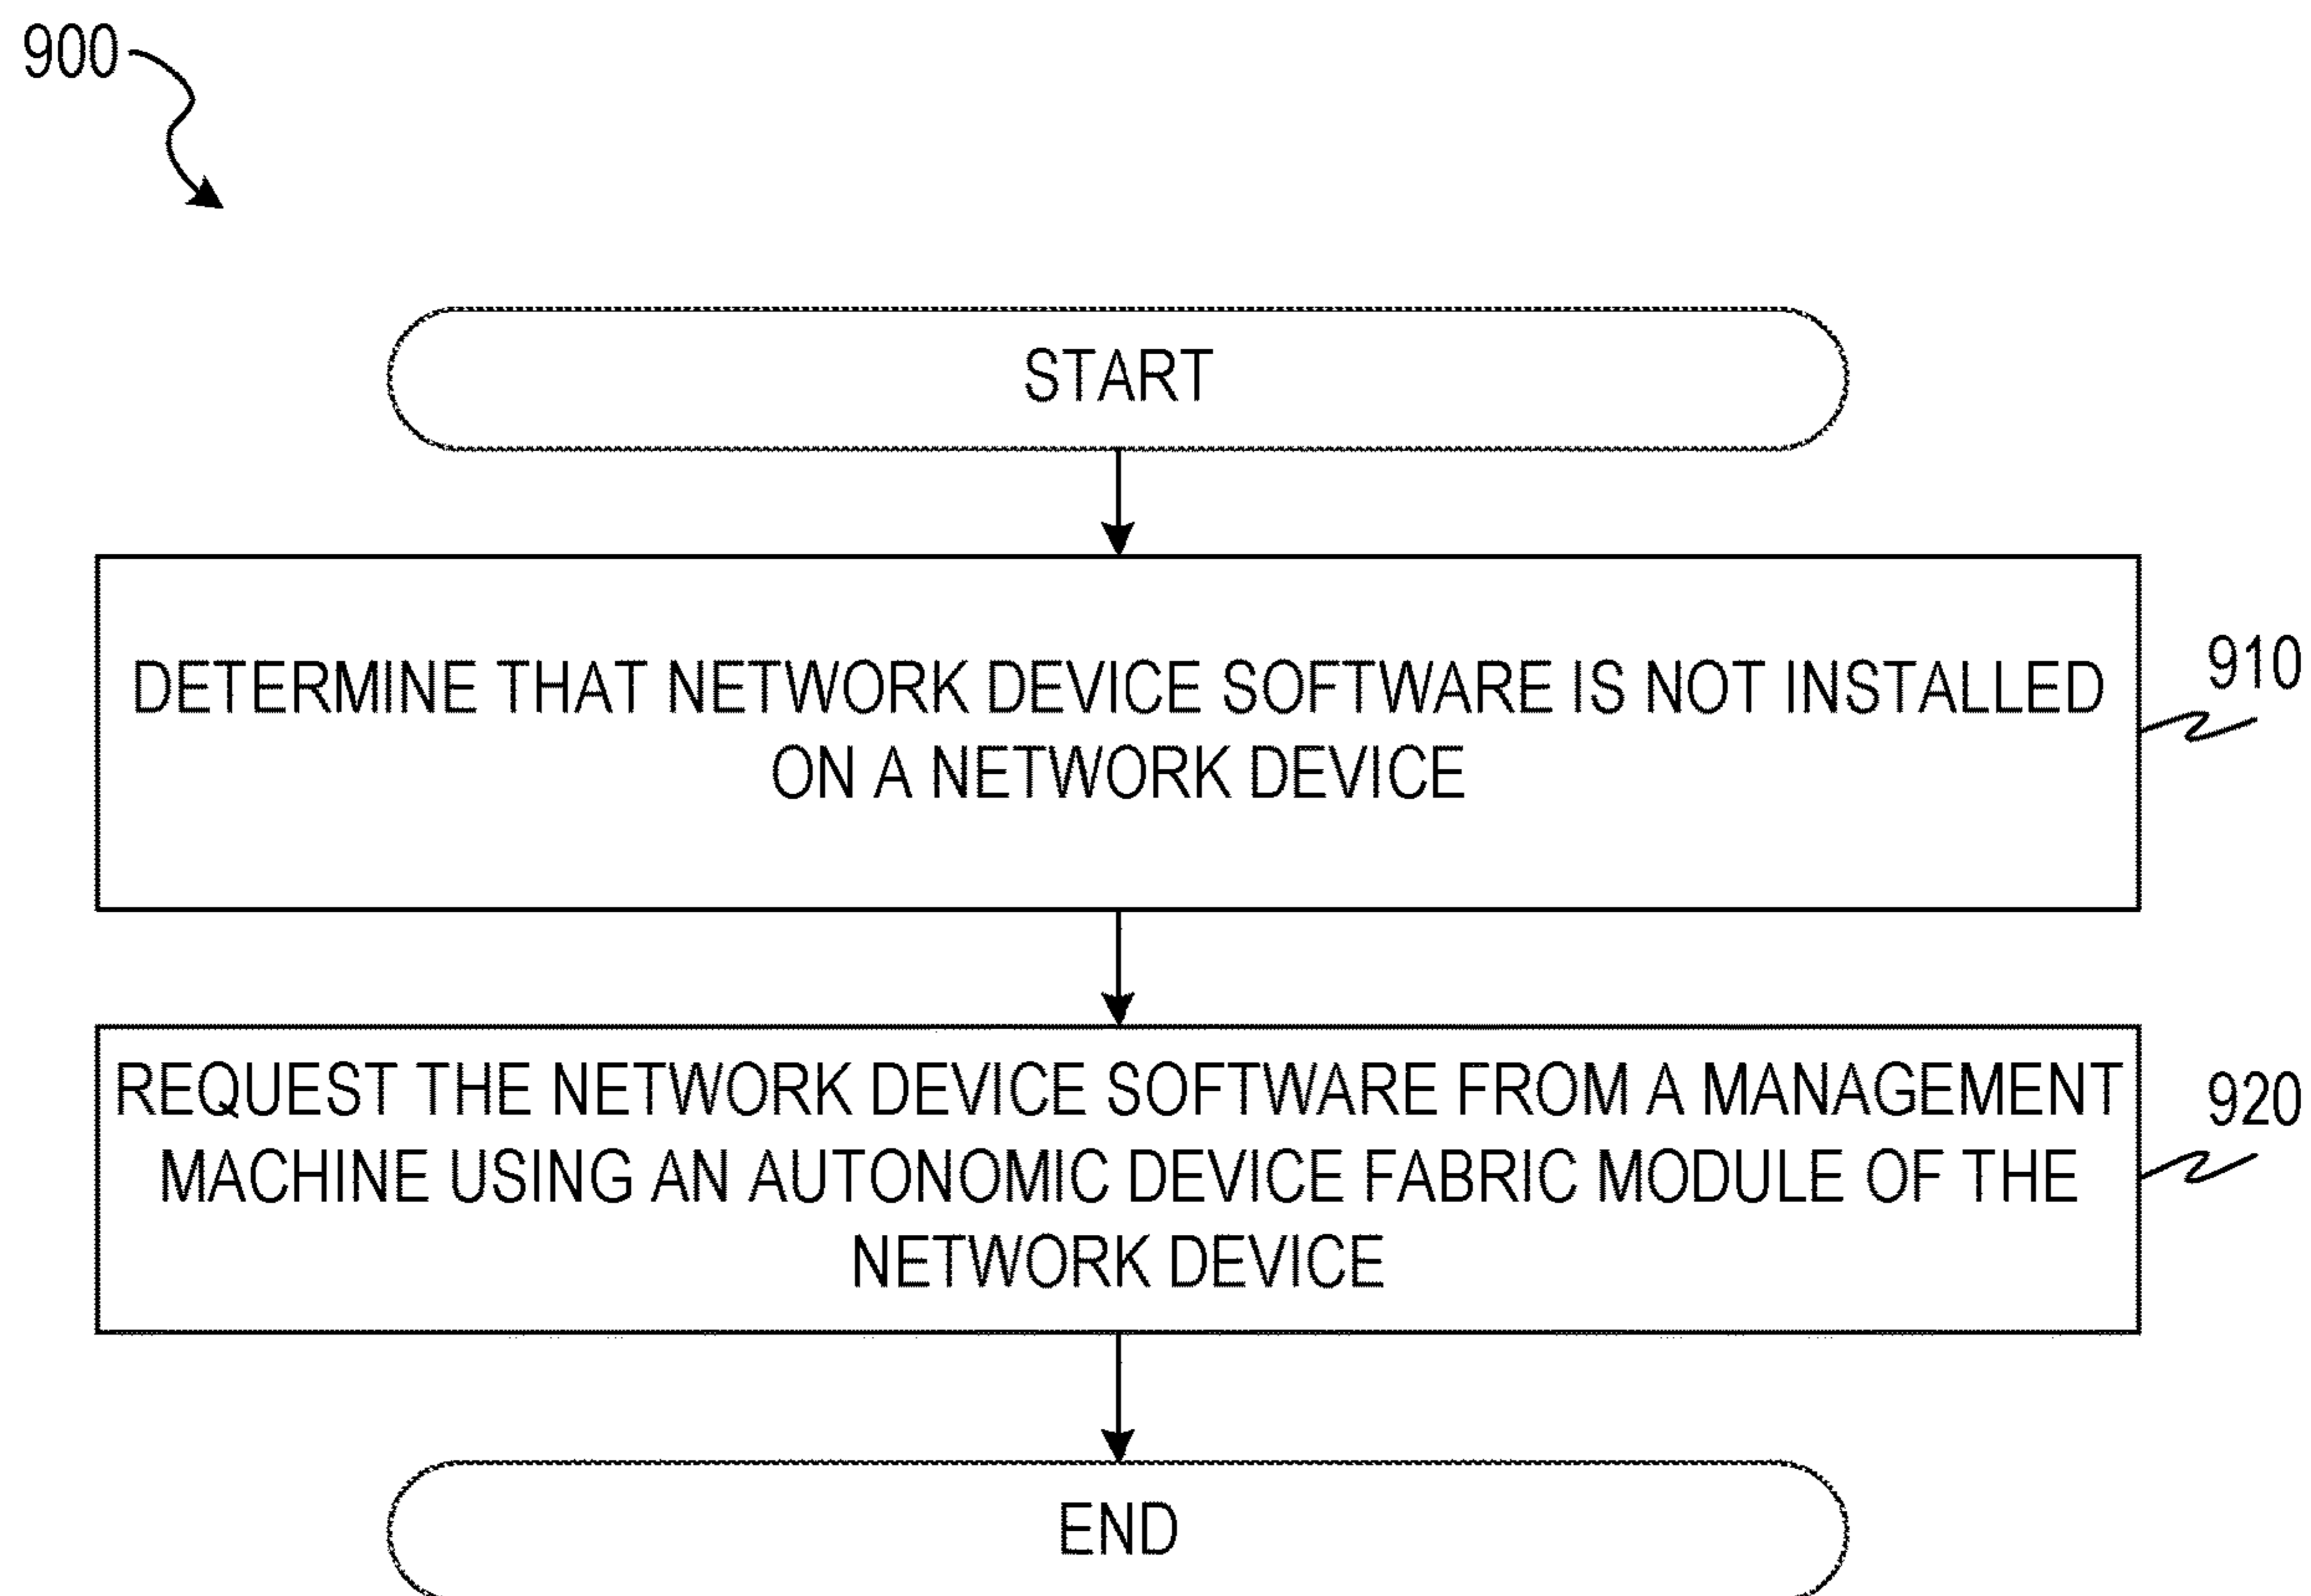 900
START
DETERMINE THAT NETWORK DEVICE SOFTWARE IS NOT INSTALLED
ON A NETWORK DEVICE
910
REQUEST THE NETWORK DEVICE SOFTWARE FROM A MANAGEMENT
MACHINE USING AN AUTONOMIC DEVICE FABRIC MODULE OF THE
NETWORK DEVICE
920
END